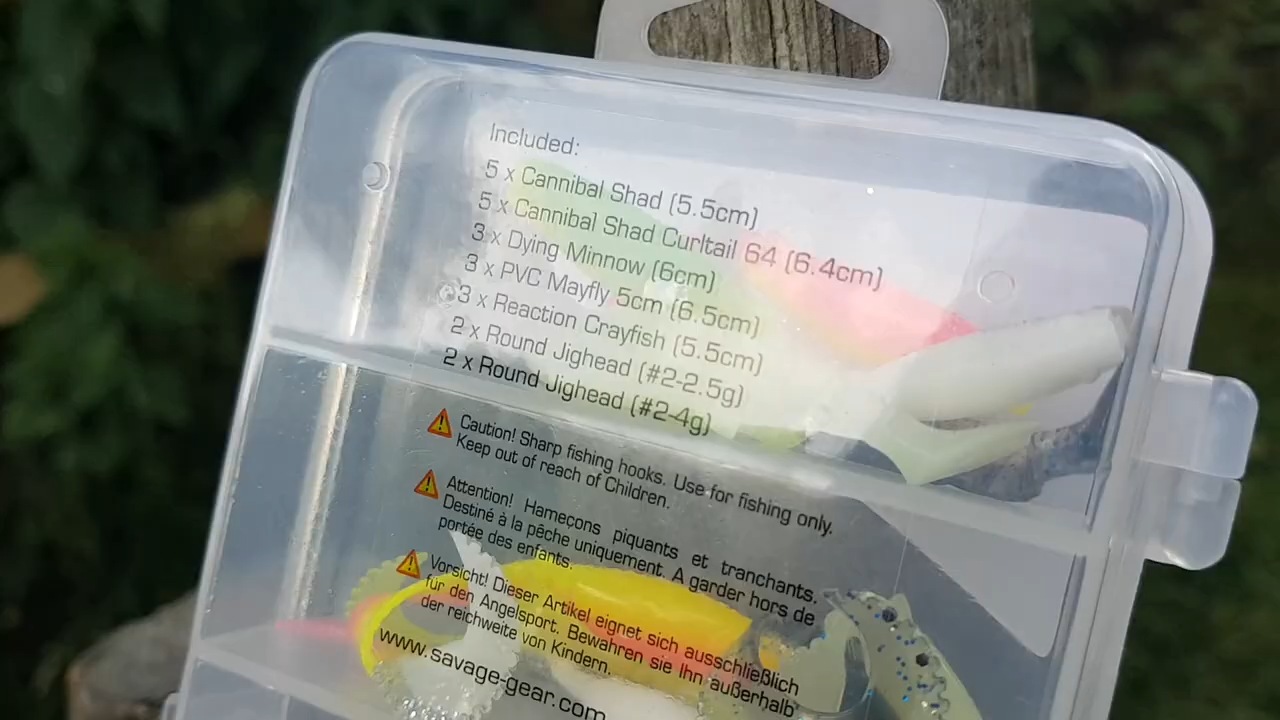 Included:
5 x Cannibal Shad (5.5cm)
5 x Cannibal Shad Curltail 64 (6.4cm)
3 x Dying Minnow (6cm)
3 x PVC Mayfly 5cm (6.5cm)
3 x Reaction Crayfish (5.5cm)
2 x Round Jighead (#2-2.5g)
2 x Round Jighead (#2-4g)
Caution! Sharp fishing hooks. Use for fishing only.
Keep out of reach of Children.
Attention! Hameçons piquants et tranchants.
Destiné à la pêche uniquement. A garder hors de
portée des enfants.
Vorsicht! Dieser Artikel eignet sich ausschließlich
für den Angelsport. Bewahren sie Ihn außerhalb
der reichweite von Kindern.
www.savage-gear.com